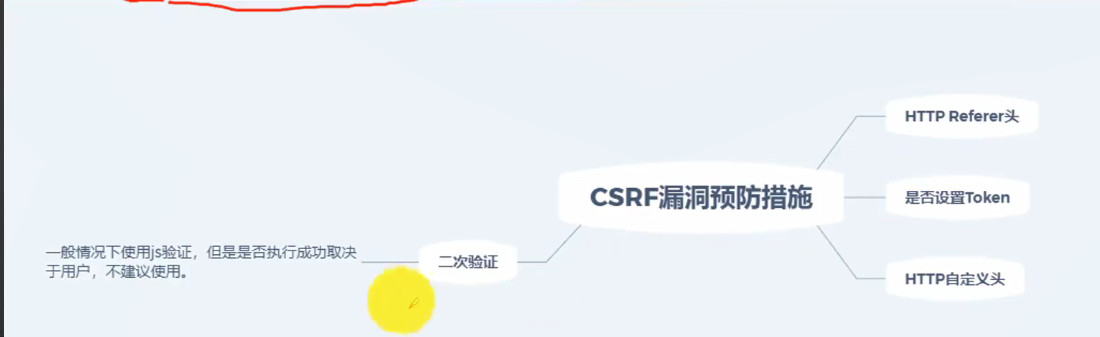 HTTP Referer头
CSRF漏洞预防措施
是否设置Token
一般情况下使用js验证，但是是否执行成功取决
于用户，不建议使用。
二次验证
HTTP自定义头